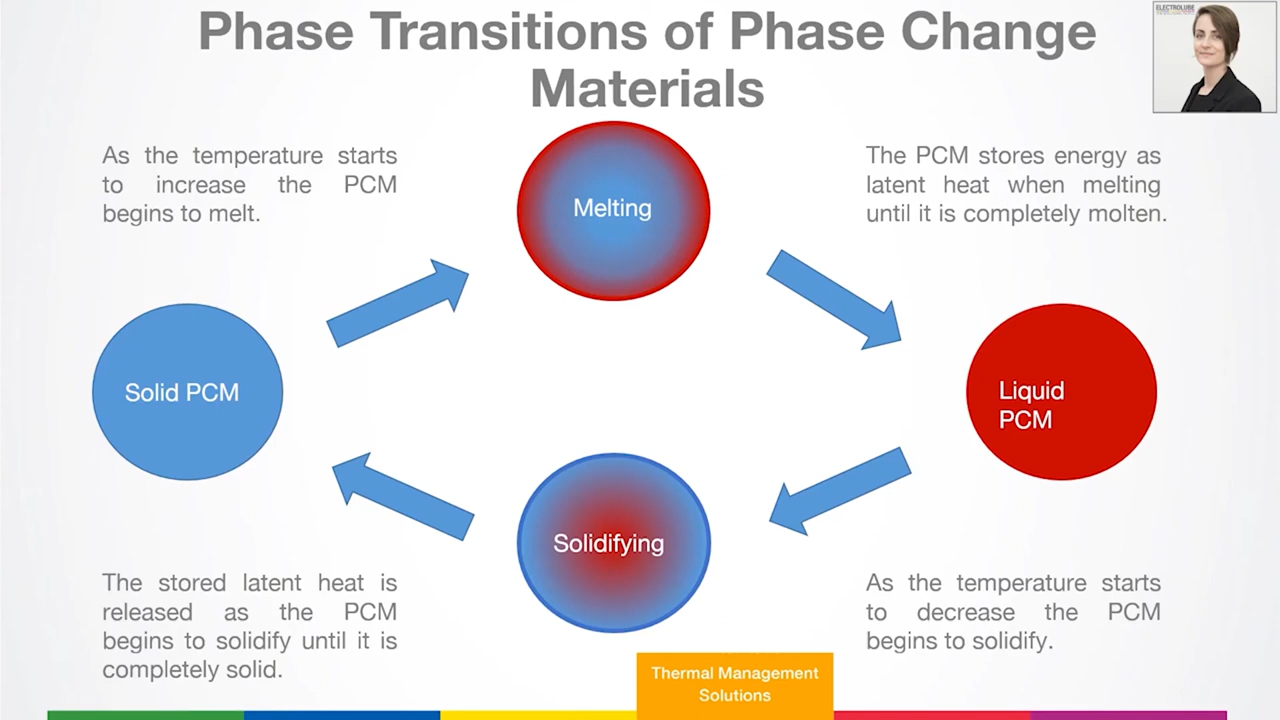 Phase Transitions of Phase Change
Materials
ELECTROLUBE
As the temperature starts
to increase the PCM
begins to melt.
Melting
The PCM stores energy as
latent heat when melting
until it is completely molten.
Solid PCM
Liquid
PCM
Solidifying
The stored latent heat is
released as the PCM
begins to solidify until it is
completely solid.
As the temperature starts
to decrease the PCM
begins to solidify.
Thermal Management
Solutions